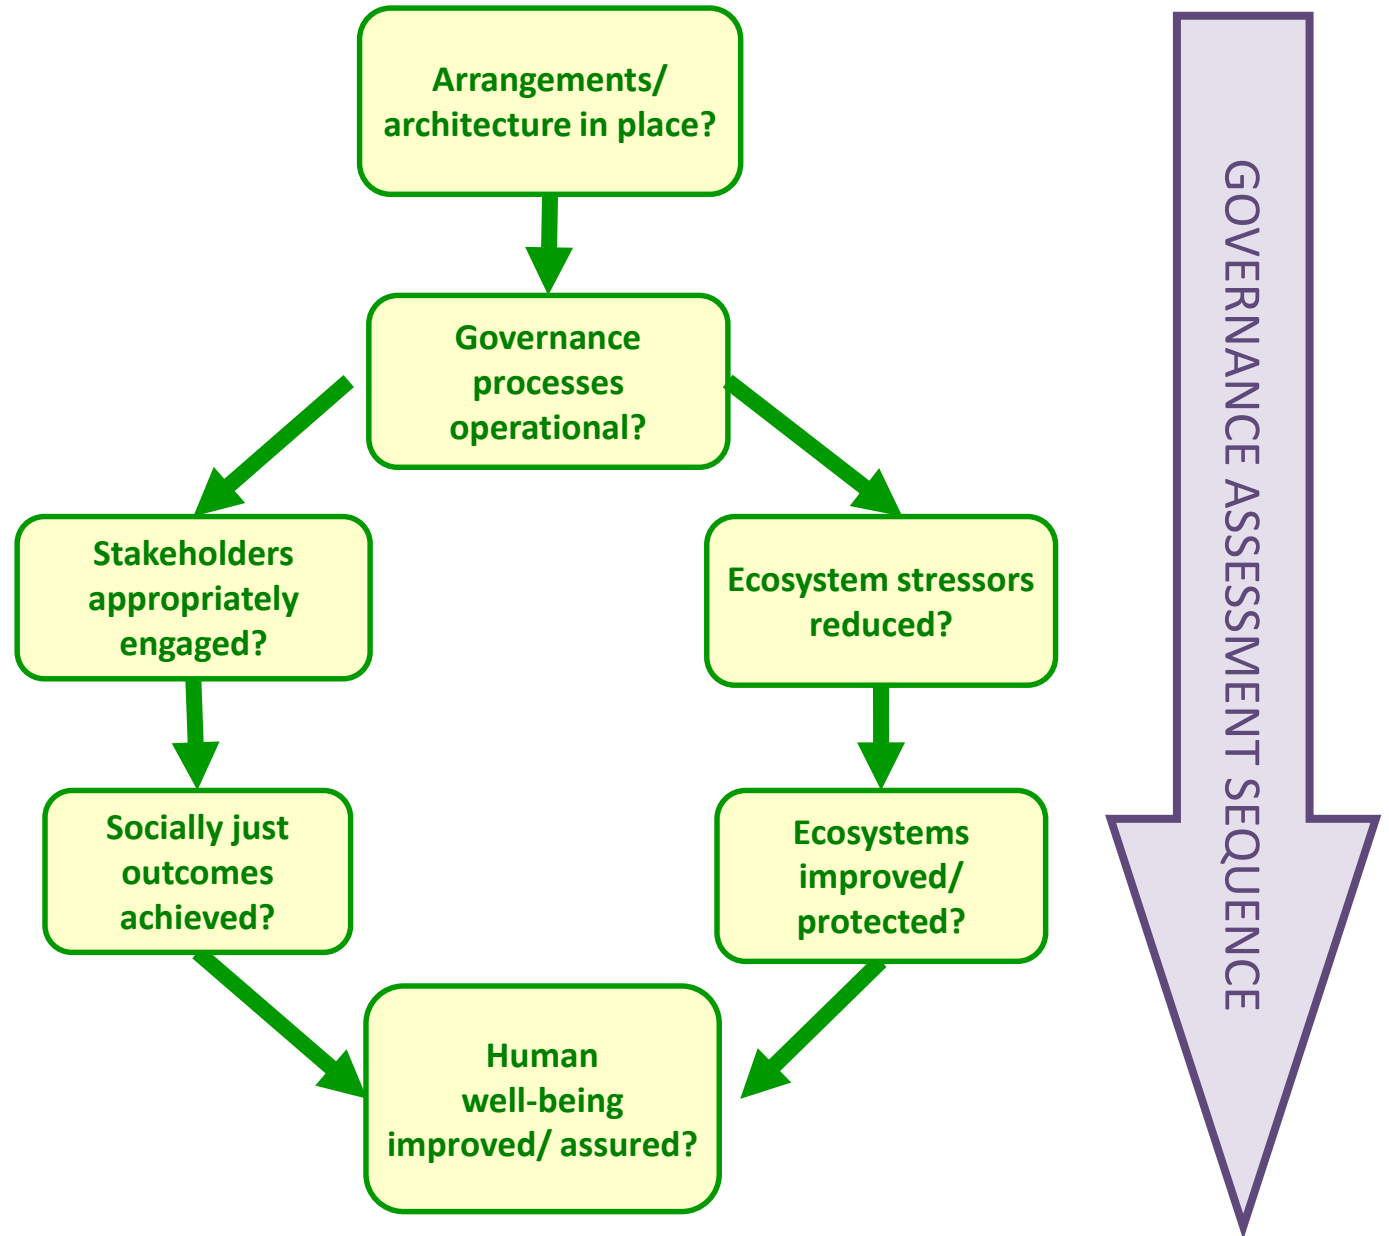 Arrangements/
architecture in place?
Governance
processes
operational?
Stakeholders
appropriately
engaged?
Ecosystem stressors
reduced?
Socially just
outcomes
achieved?
Ecosystems
improved/
protected?
Human
well-being
improved/ assured?
GOVERNANCE ASSESSMENT SEQUENCE